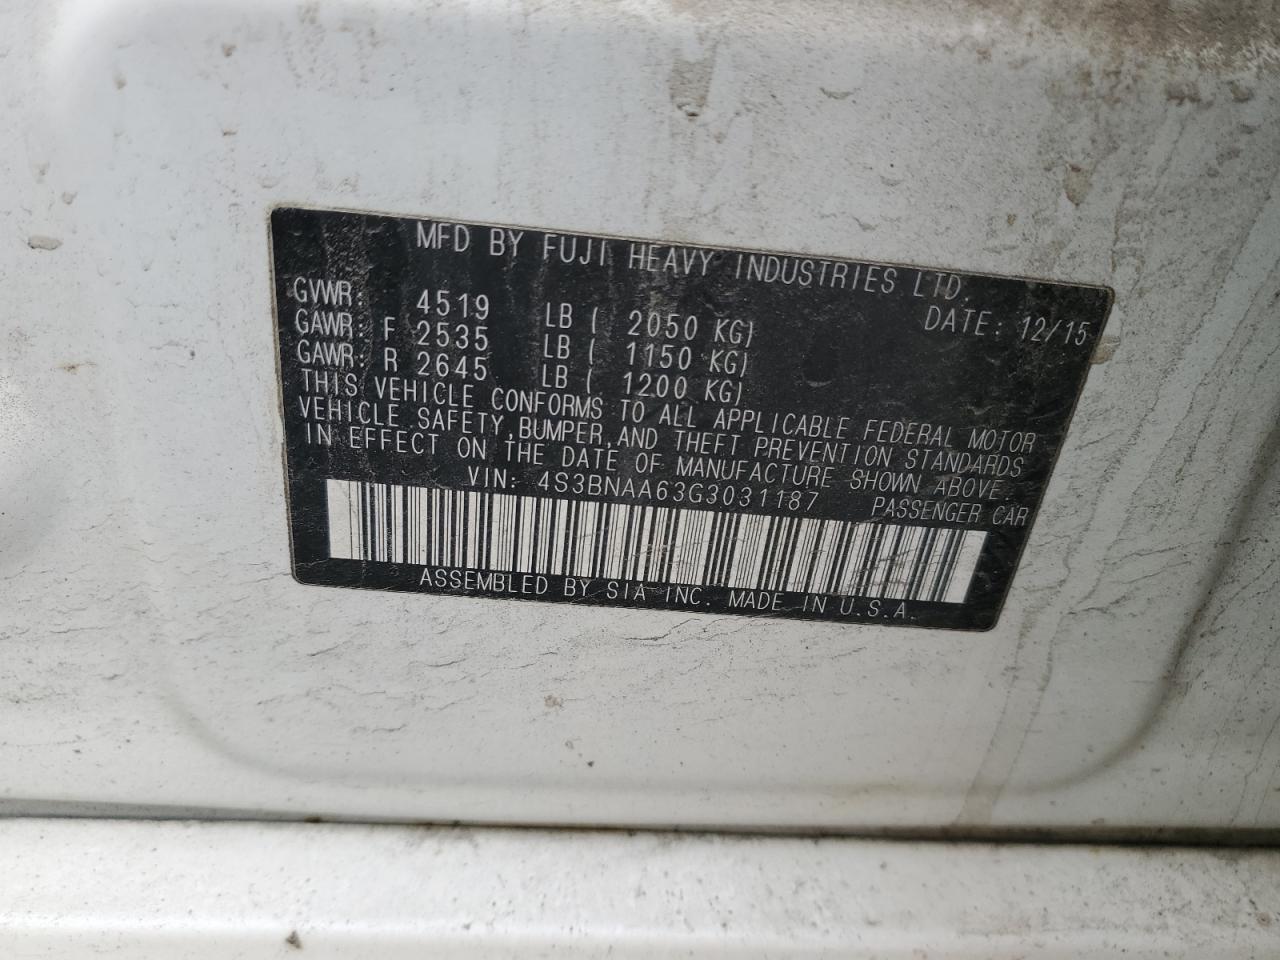 MFD BY FUJI HEAVY INDUSTRIES LTD.
GVWR: 4519 LB ( 2050 KG) DATE: 12/15
GAWR: F 2535 LB ( 1150 KG)
GAWR: R 2645 LB ( 1200 KG)
THIS VEHICLE CONFORMS TO ALL APPLICABLE FEDERAL MOTOR
VEHICLE SAFETY, BUMPER, AND THEFT PREVENTION STANDARDS
IN EFFECT ON THE DATE OF MANUFACTURE SHOWN ABOVE.
VIN: 4S3BNAA63G3031187 PASSENGER CAR
ASSEMBLED BY SIA INC. MADE IN U.S.A.